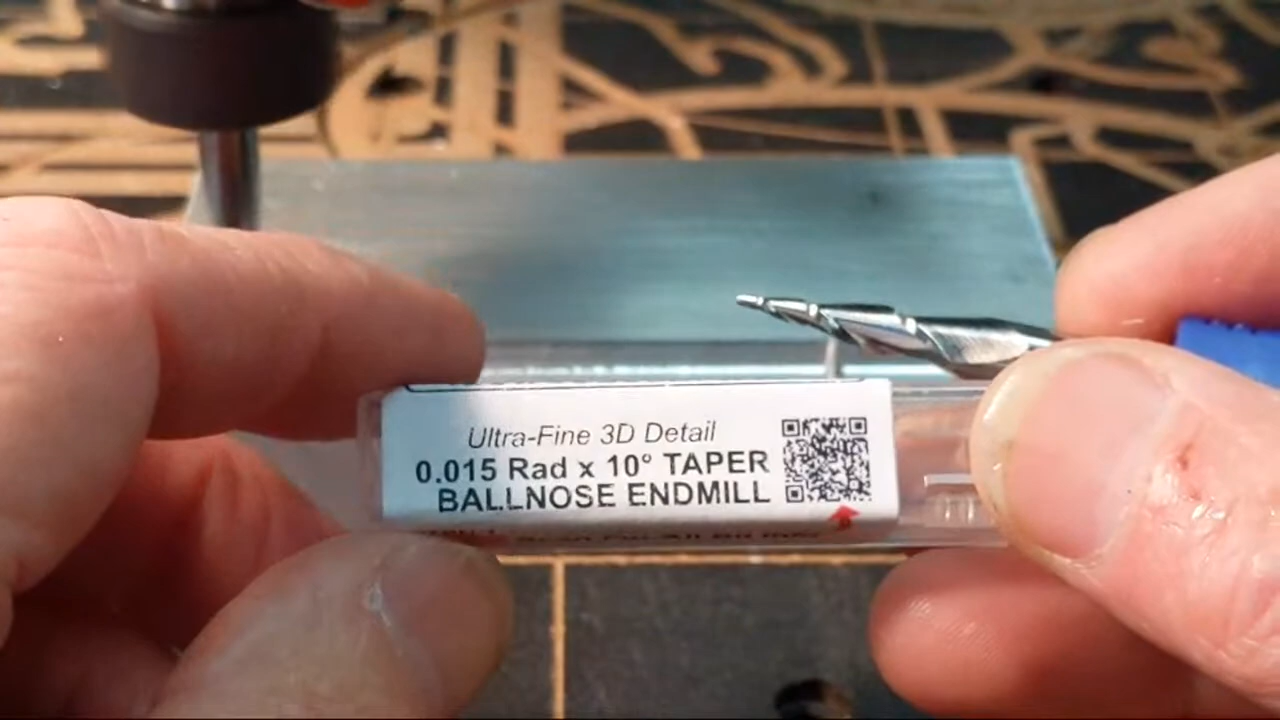 Ultra-Fine 3D Detail
0.015 Rad x 10° TAPER
BALLNOSE ENDMILL